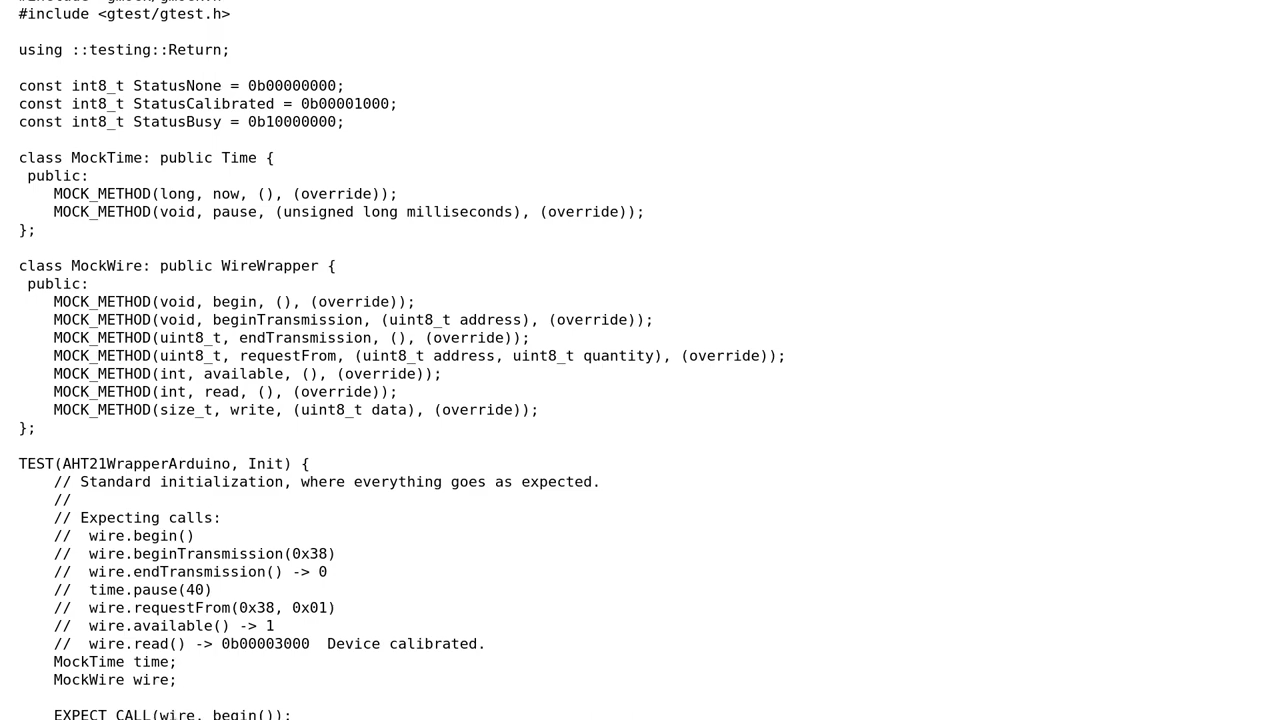 #include <gtest/gtest.h>

using ::testing::Return;

const int8_t StatusNone = 0b00000000;
const int8_t StatusCalibrated = 0b00001000;
const int8_t StatusBusy = 0b10000000;

class MockTime: public Time {
 public:
    MOCK_METHOD(long, now, (), (override));
    MOCK_METHOD(void, pause, (unsigned long milliseconds), (override));
};

class MockWire: public WireWrapper {
 public:
    MOCK_METHOD(void, begin, (), (override));
    MOCK_METHOD(void, beginTransmission, (uint8_t address), (override));
    MOCK_METHOD(uint8_t, endTransmission, (), (override));
    MOCK_METHOD(uint8_t, requestFrom, (uint8_t address, uint8_t quantity), (override));
    MOCK_METHOD(int, available, (), (override));
    MOCK_METHOD(int, read, (), (override));
    MOCK_METHOD(size_t, write, (uint8_t data), (override));
};

TEST(AHT21WrapperArduino, Init) {
    // Standard initialization, where everything goes as expected.
    //
    // Expecting calls:
    //  wire.begin()
    //  wire.beginTransmission(0x38)
    //  wire.endTransmission() -> 0
    //  time.pause(40)
    //  wire.requestFrom(0x38, 0x01)
    //  wire.available() -> 1
    //  wire.read() -> 0b00003000  Device calibrated.
    MockTime time;
    MockWire wire;

    EXPECT_CALL(wire, begin());